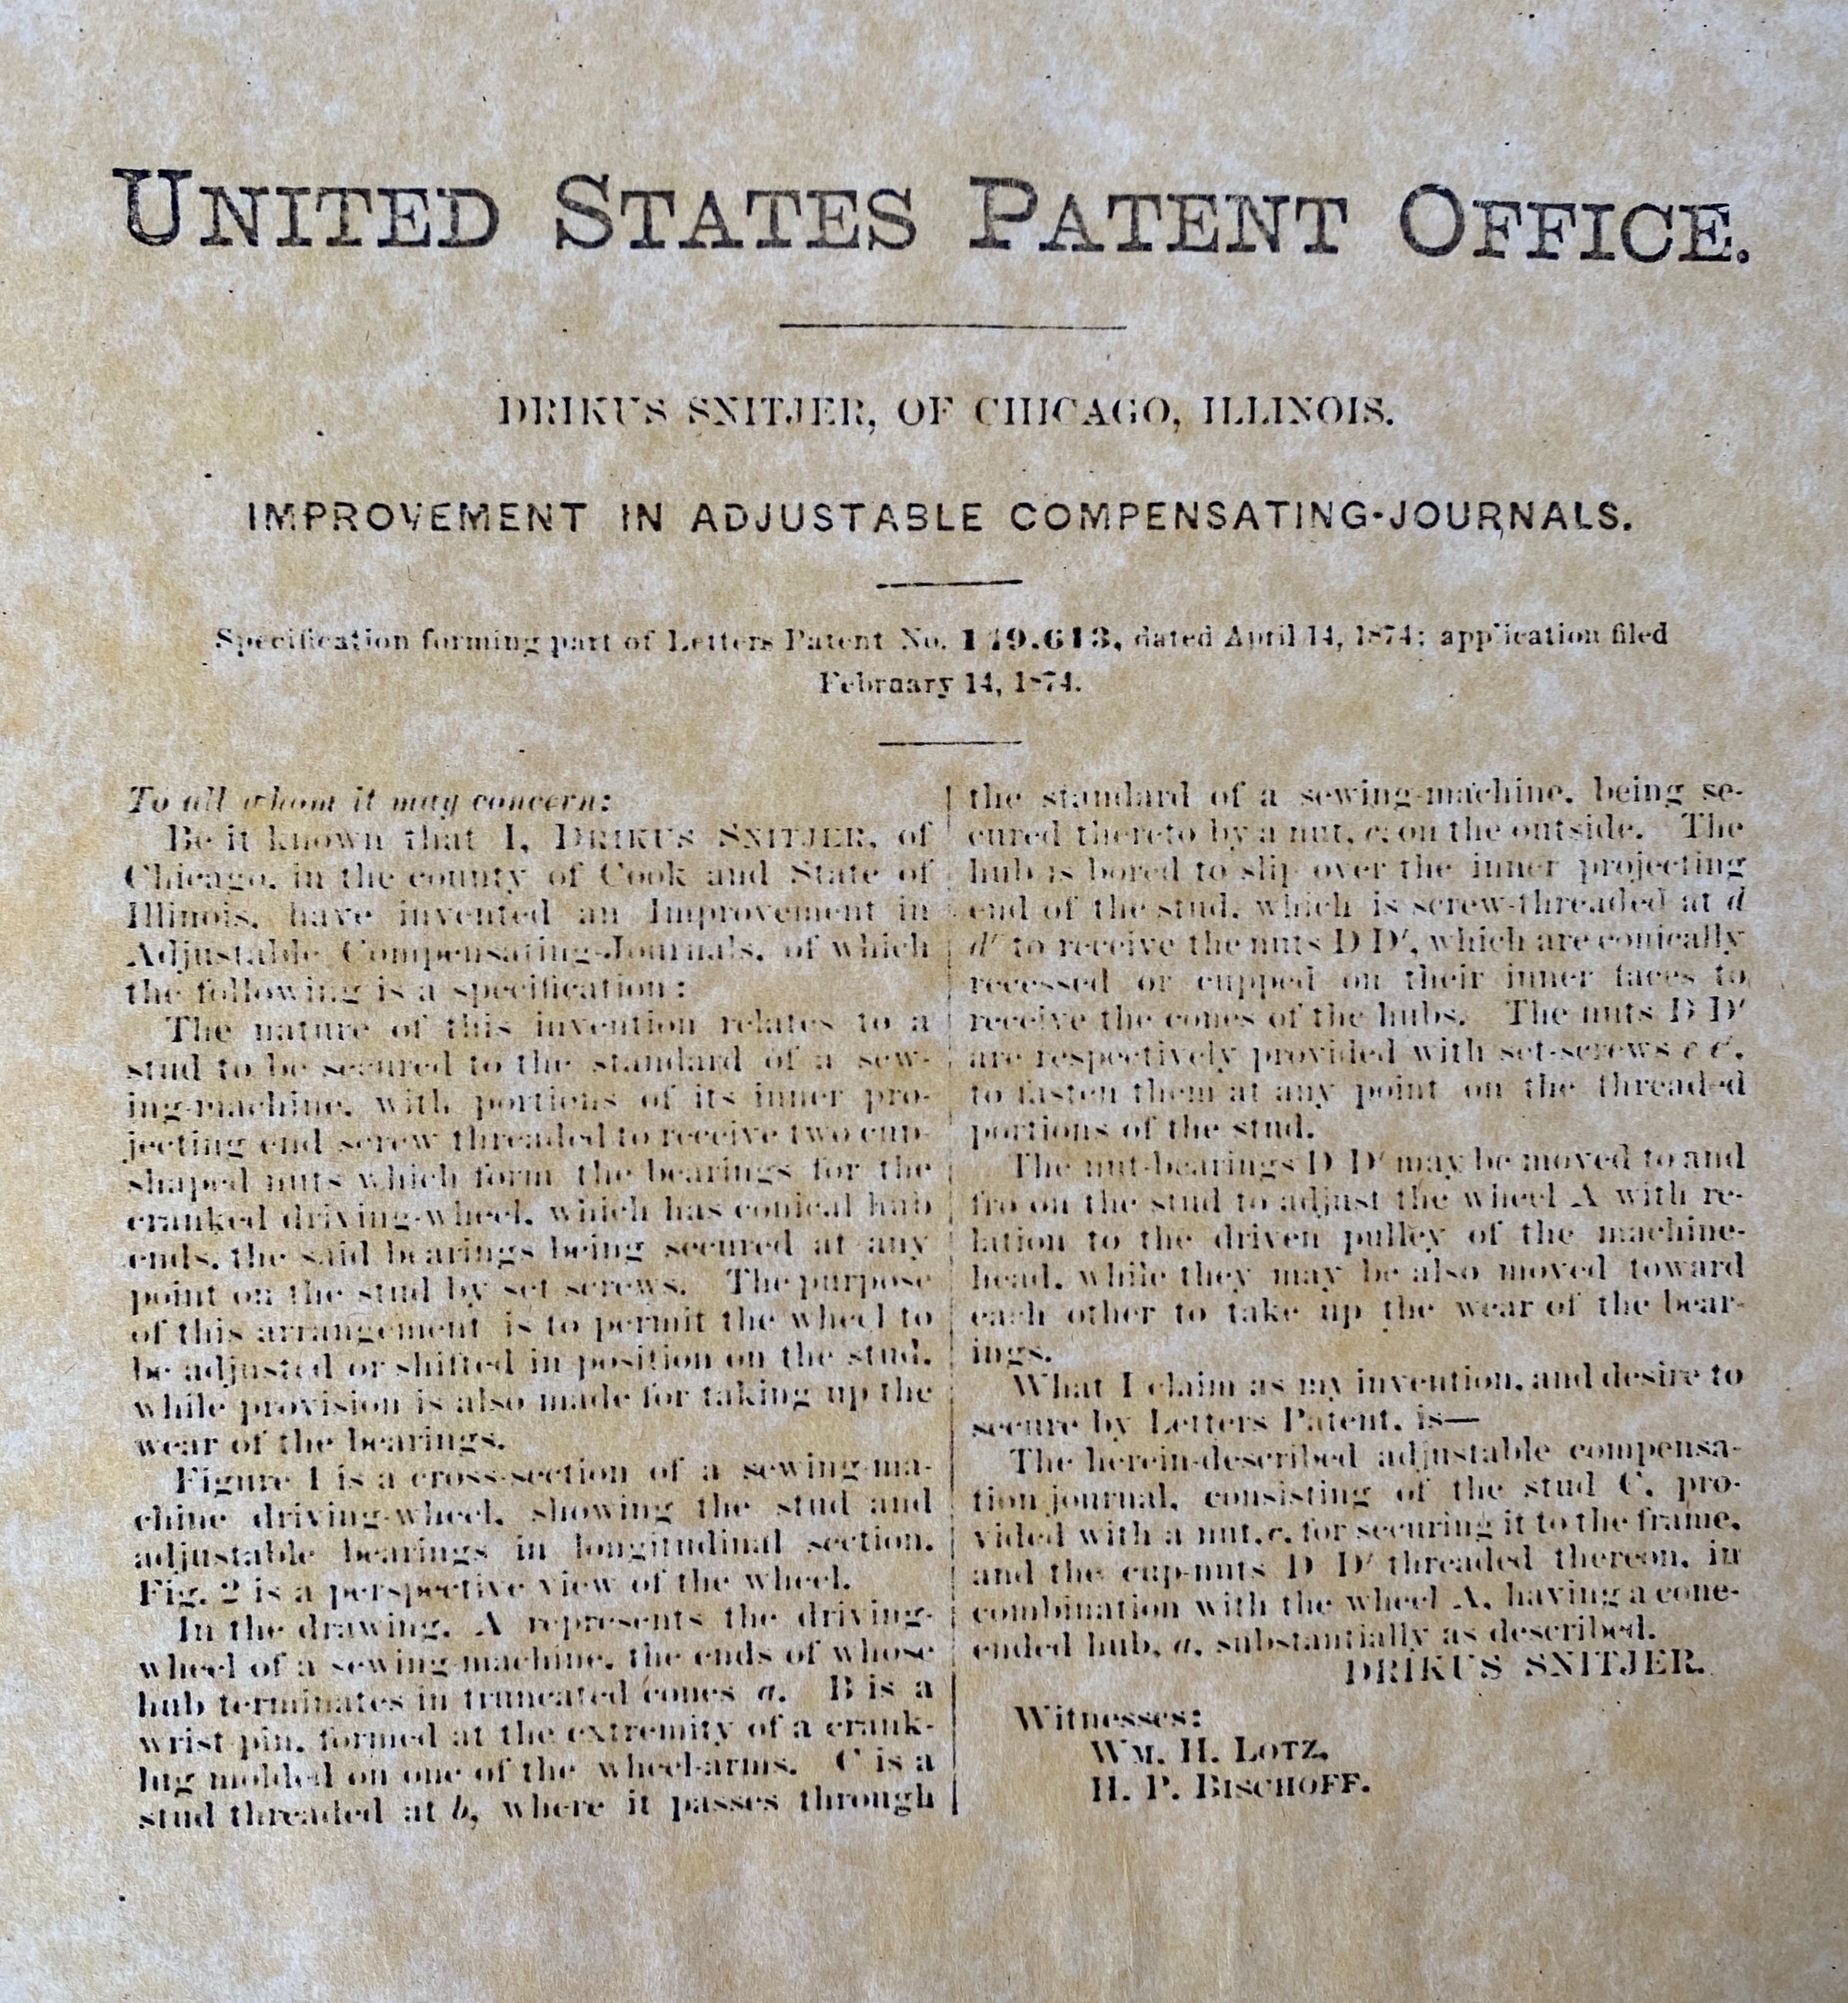 UNITED STATES PATENT OFFICE.
DRIKUS SNITJER, OF CHICAGO, ILLINOIS.
IMPROVEMENT IN ADJUSTABLE COMPENSATING-JOURNALS.
Specification forming part of Letters Patent No. 149.613, dated April 14, 1874; application filed
February 14, 1874.
To all whom it may concern:
Be it known that I, DRIKUS SNITJER, of
Chicago, in the county of Cook and State of
Illinois, have invented an Improvement in
Adjustable Compensating-Journals, of which
the following is a specification:
The nature of this invention relates to a
stud to be secured to the standard of a sew-
ing-machine, with portions of its inner pro-
jecting end screw threaded to receive two cup-
shaped nuts which form the bearings for the
cranked driving-wheel, which has conical hub
ends, the said bearings being secured at any
point on the stud by set screws. The purpose
of this arrangement is to permit the wheel to
be adjusted or shifted in position on the stud,
while provision is also made for taking up the
wear of the bearings.
Figure 1 is a cross-section of a sewing-ma-
chine driving-wheel, showing the stud and
adjustable bearings in longitudinal section.
Fig. 2 is a perspective view of the wheel.
In the drawing, A represents the driving-
wheel of a sewing-machine, the ends of whose
hub terminates in truncated cones a. B is a
wrist-pin, formed at the extremity of a crank-
lug molded on one of the wheel-arms. C is a
stud threaded at b, where it passes through
the standard of a sewing-machine, being se-
cured thereto by a nut, c, on the outside. The
hub is bored to slip over the inner projecting
end of the stud, which is screw-threaded at d
d' to receive the nuts D D', which are conically
recessed or cupped on their inner faces to
receive the cones of the hubs. The nuts D D'
are respectively provided with set-screws e e',
to fasten them at any point on the threaded
portions of the stud.
The nut-bearings D D' may be moved to and
fro on the stud to adjust the wheel A with re-
lation to the driven pulley of the machine-
head, while they may be also moved toward
each other to take up the wear of the bear-
ings.
What I claim as my invention, and desire to
secure by Letters Patent, is—
The herein-described adjustable compensa-
tion journal, consisting of the stud C, pro-
vided with a nut, c, for securing it to the frame,
and the cup-nuts D D' threaded thereon, in
combination with the wheel A, having a cone-
ended hub, a, substantially as described.
DRIKUS SNITJER.
Witnesses:
WM. H. LOTZ,
H. P. BISCHOFF.